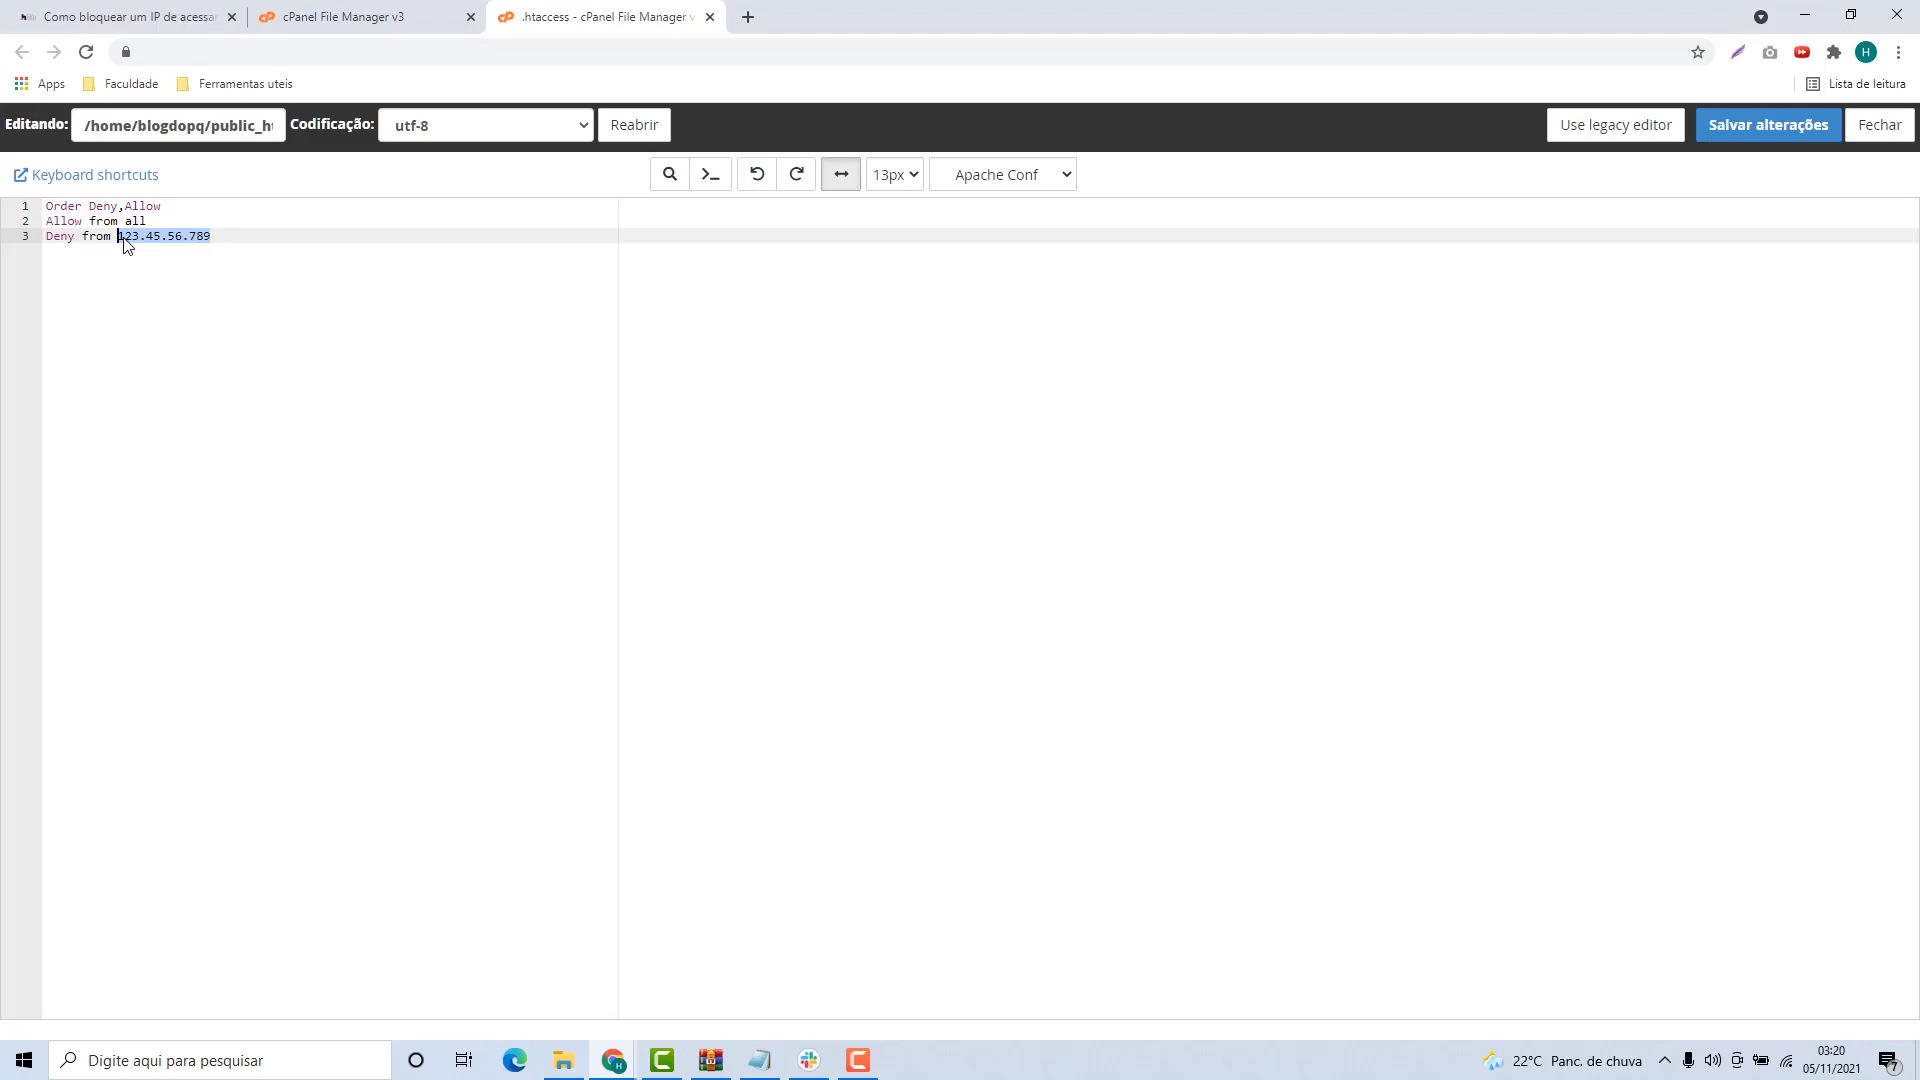 Como bloquear um IP de acessa
cPanel File Manager v3
.htaccess - cPanel File Manager v
Apps
Faculdade
Ferramentas uteis
H
Lista de leitura
Editando:
/home/blogdopq/public_h
Codificação:
utf-8
Reabrir
Use legacy editor
Salvar alterações
Fechar
Keyboard shortcuts
13px
Apache Conf
1 Order Deny,Allow
2 Allow from all
3 Deny from 123.45.56.789
Digite aqui para pesquisar
22°C Panc. de chuva
03:20
05/11/2021
7